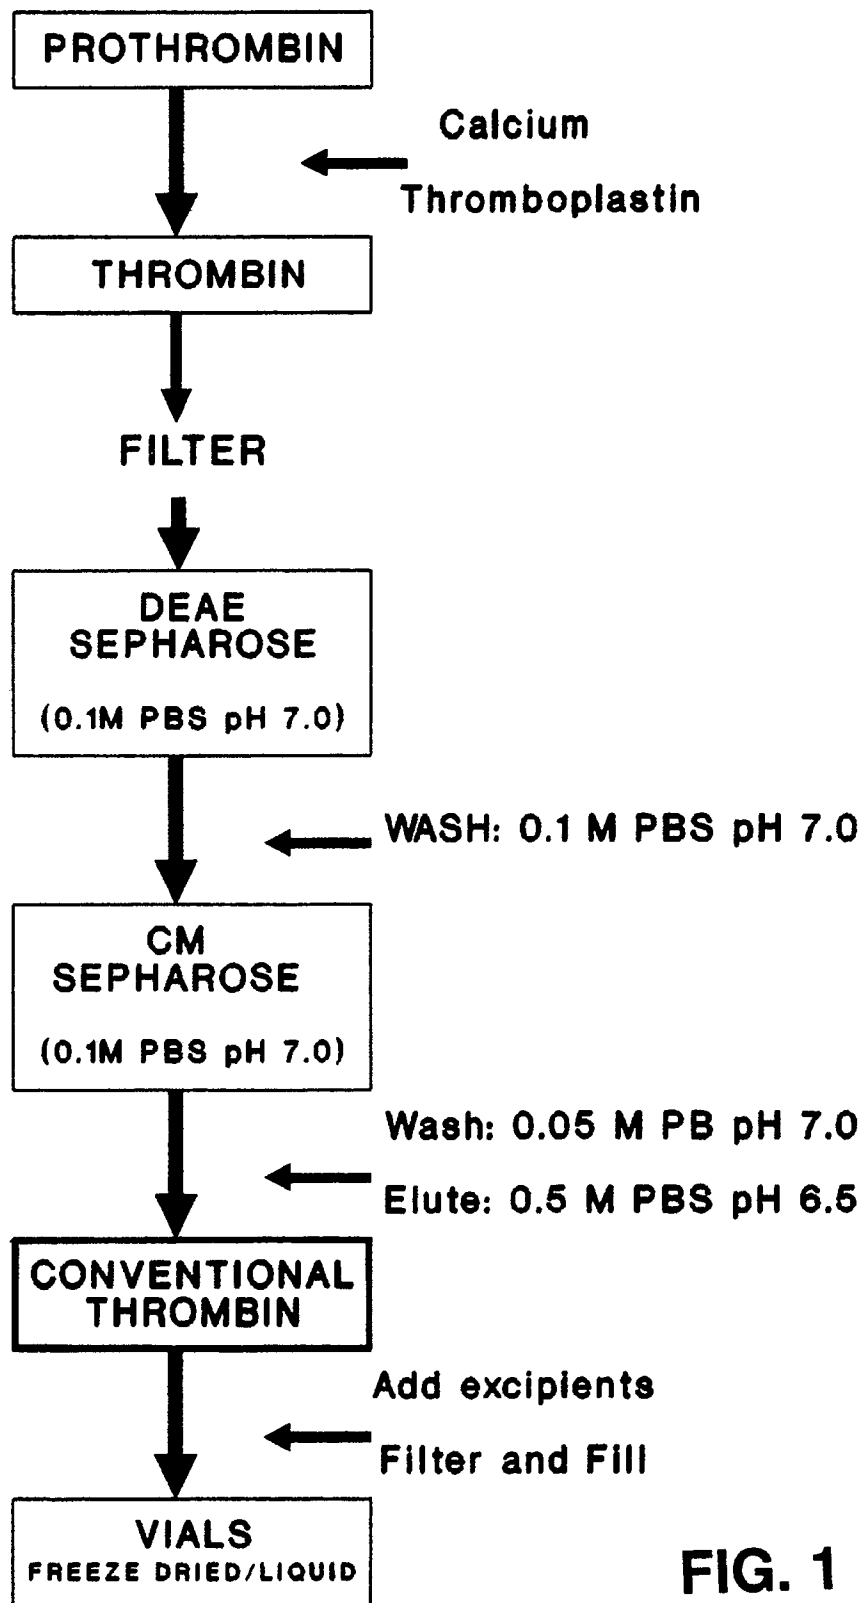 PROTHROMBIN
Calcium
Thromboplastin
THROMBIN
FILTER
DEAE
SEPHAROSE
(0.1M PBS pH 7.0)
WASH: 0.1 M PBS pH 7.0
CM
SEPHAROSE
(0.1M PBS pH 7.0)
Wash: 0.05 M PB pH 7.0
Elute: 0.5 M PBS pH 6.5
CONVENTIONAL
THROMBIN
Add excipients
Filter and Fill
VIALS
FREEZE DRIED/LIQUID
FIG. 1